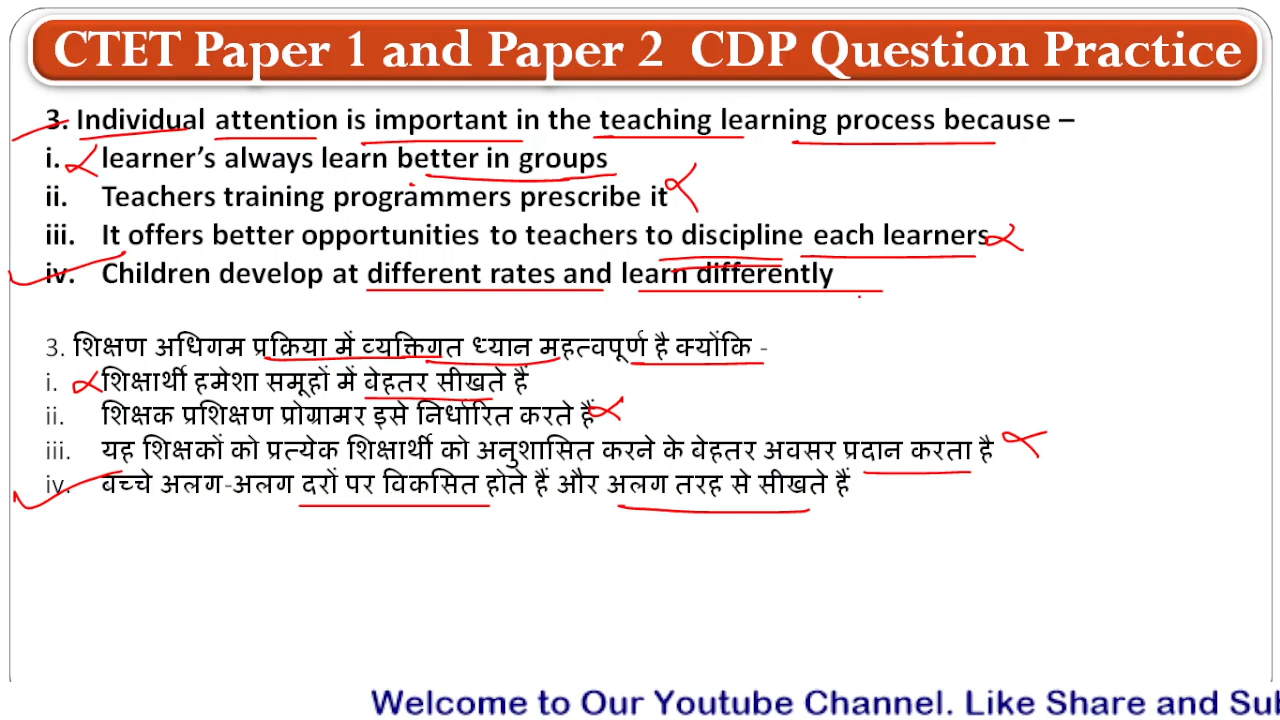 CTET Paper 1 and Paper 2 CDP Question Practice
3. Individual attention is important in the teaching learning process because –
i. learner’s always learn better in groups
ii. Teachers training programmers prescribe it
iii. It offers better opportunities to teachers to discipline each learners
iv. Children develop at different rates and learn differently
3. शिक्षण अधिगम प्रक्रिया में व्यक्तिगत ध्यान महत्वपूर्ण है क्योंकि -
i. शिक्षार्थी हमेशा समूहों में बेहतर सीखते हैं
ii. शिक्षक प्रशिक्षण प्रोग्रामर इसे निर्धारित करते हैं
iii. यह शिक्षकों को प्रत्येक शिक्षार्थी को अनुशासित करने के बेहतर अवसर प्रदान करता है
iv. बच्चे अलग-अलग दरों पर विकसित होते हैं और अलग तरह से सीखते हैं
Welcome to Our Youtube Channel. Like Share and Sub